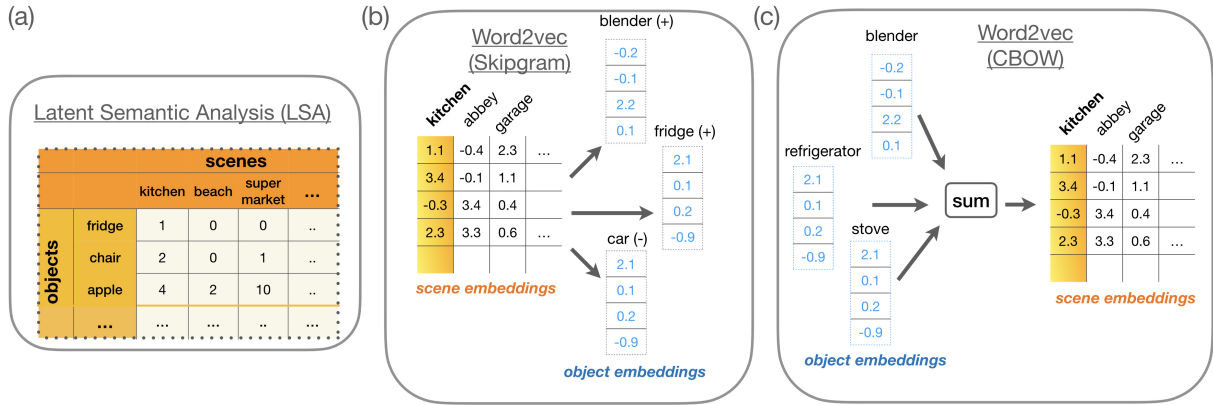 (a)
Latent Semantic Analysis (LSA)
scenes
kitchen beach super market ...
objects
fridge 1 0 0 ..
chair 2 0 1 ..
apple 4 2 10 ..
... ... ... .. ...
(b)
Word2vec
(Skipgram)
kitchen abbey garage
1.1 -0.4 2.3 ...
3.4 -0.1 1.1
-0.3 3.4 0.4
2.3 3.3 0.6 ...
scene embeddings
blender (+)
-0.2
-0.1
2.2
0.1
fridge (+)
2.1
0.1
0.2
-0.9
car (-)
2.1
0.1
0.2
-0.9
object embeddings
(c)
Word2vec
(CBOW)
blender
-0.2
-0.1
2.2
0.1
refrigerator
2.1
0.1
0.2
-0.9
stove
2.1
0.1
0.2
-0.9
object embeddings
sum
kitchen abbey garage
1.1 -0.4 2.3 ...
3.4 -0.1 1.1
-0.3 3.4 0.4
2.3 3.3 0.6 ...
scene embeddings